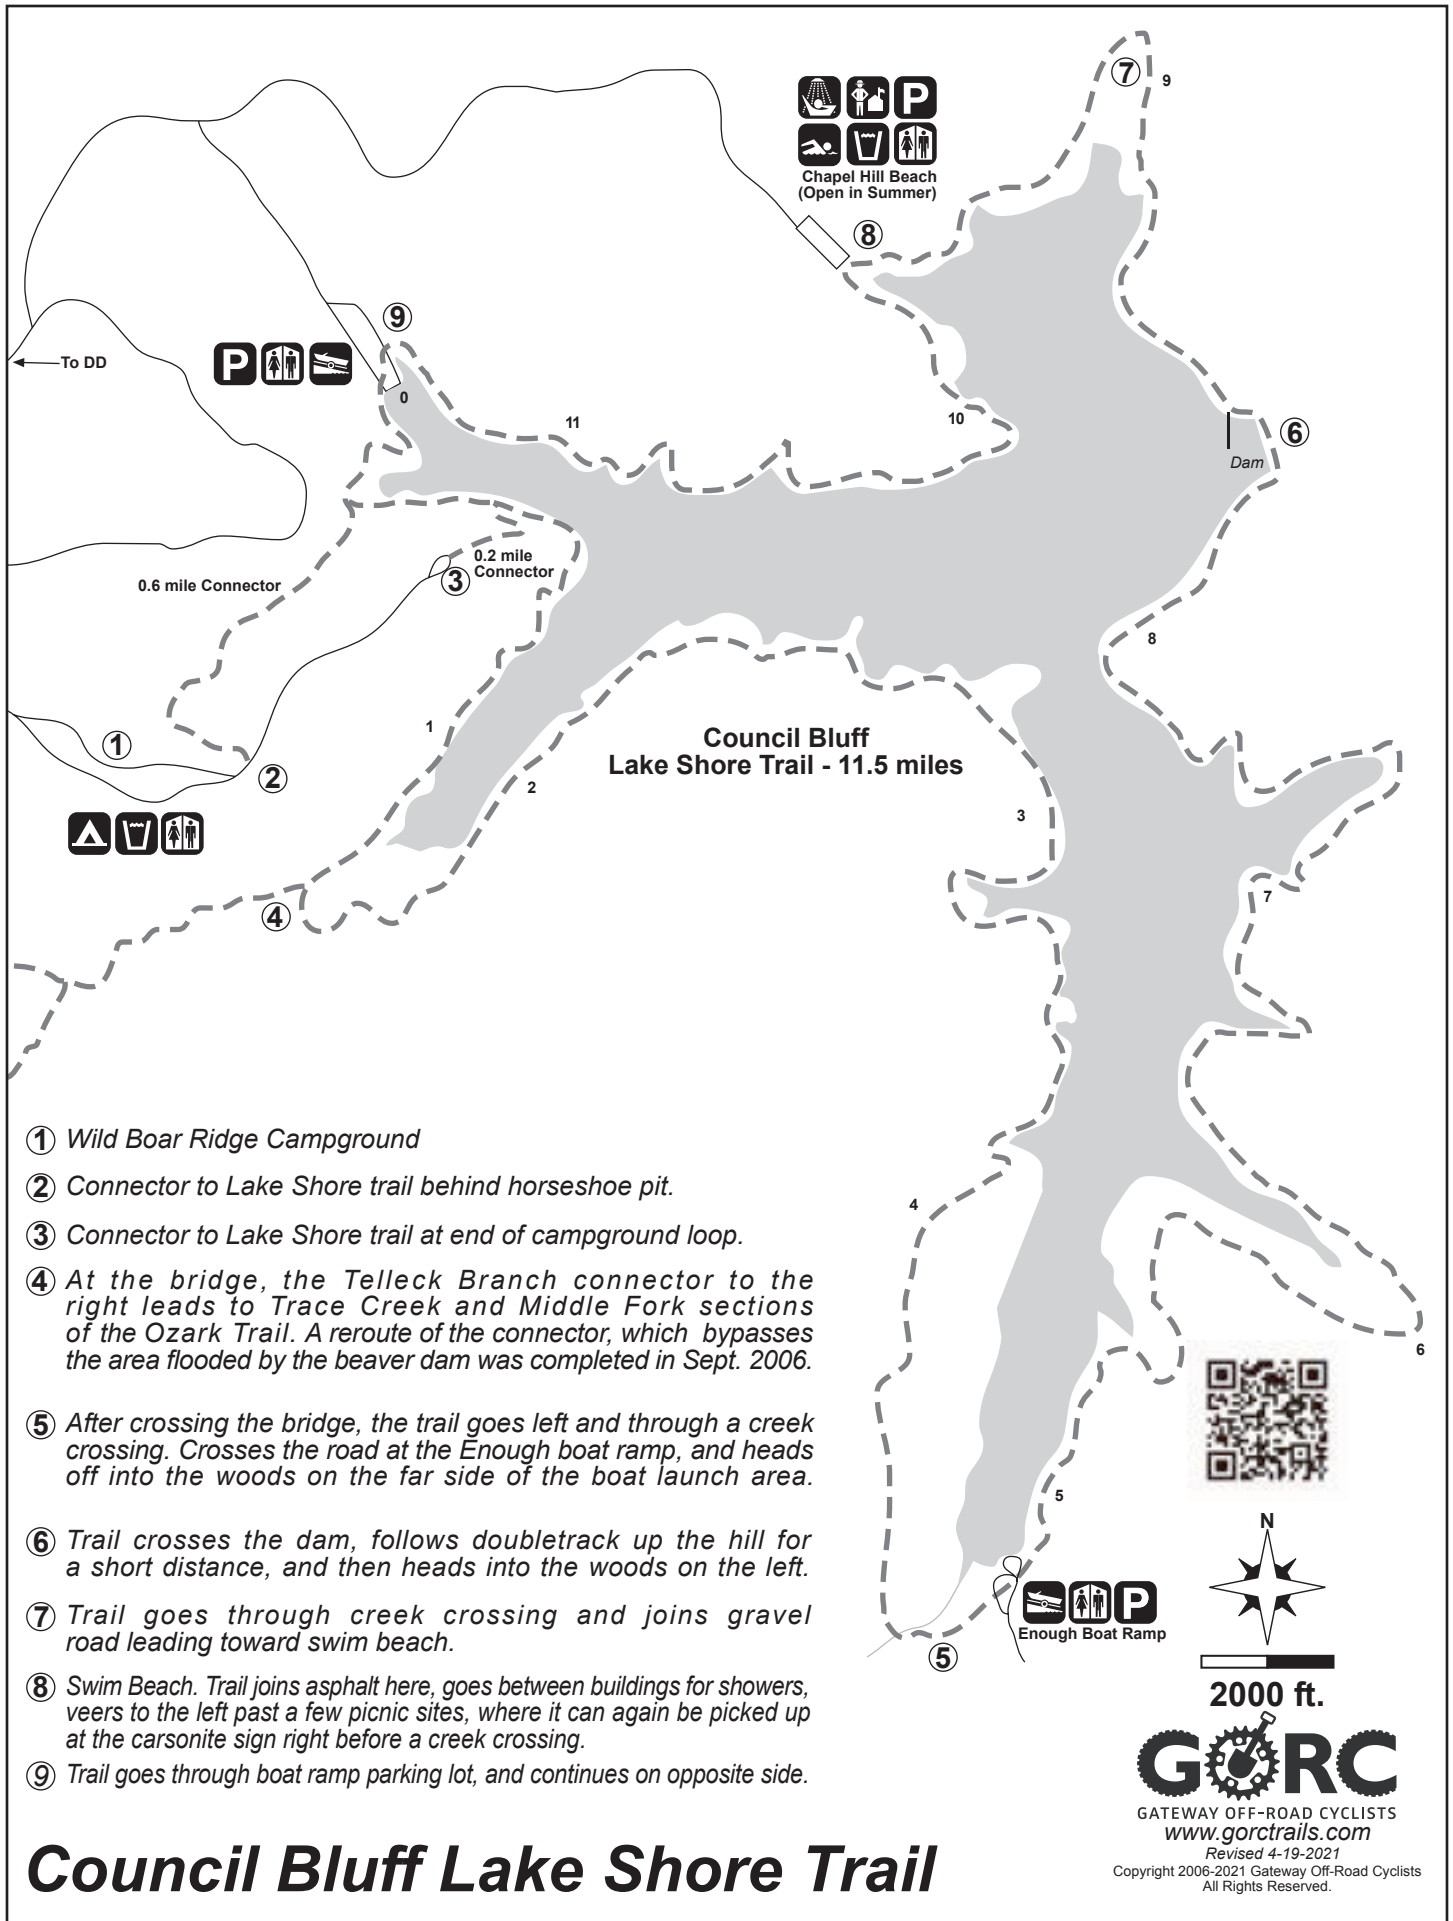 7
9
P
Chapel Hill Beach
(Open in Summer)
8
9
To DD
P
0
11
10
6
Dam
0.2 mile
Connector
3
0.6 mile Connector
8
1
Council Bluff
Lake Shore Trail - 11.5 miles
1
2
2
3
7
4
4
6
5
N
Enough Boat Ramp
P
5
2000 ft.
1 Wild Boar Ridge Campground
2 Connector to Lake Shore trail behind horseshoe pit.
3 Connector to Lake Shore trail at end of campground loop.
4 At the bridge, the Telleck Branch connector to the
right leads to Trace Creek and Middle Fork sections
of the Ozark Trail. A reroute of the connector, which bypasses
the area flooded by the beaver dam was completed in Sept. 2006.
5 After crossing the bridge, the trail goes left and through a creek
crossing. Crosses the road at the Enough boat ramp, and heads
off into the woods on the far side of the boat launch area.
6 Trail crosses the dam, follows doubletrack up the hill for
a short distance, and then heads into the woods on the left.
7 Trail goes through creek crossing and joins gravel
road leading toward swim beach.
8 Swim Beach. Trail joins asphalt here, goes between buildings for showers,
veers to the left past a few picnic sites, where it can again be picked up
at the carsonite sign right before a creek crossing.
9 Trail goes through boat ramp parking lot, and continues on opposite side.
GORC
GATEWAY OFF-ROAD CYCLISTS
www.gorctrails.com
Revised 4-19-2021
Copyright 2006-2021 Gateway Off-Road Cyclists
All Rights Reserved.
Council Bluff Lake Shore Trail